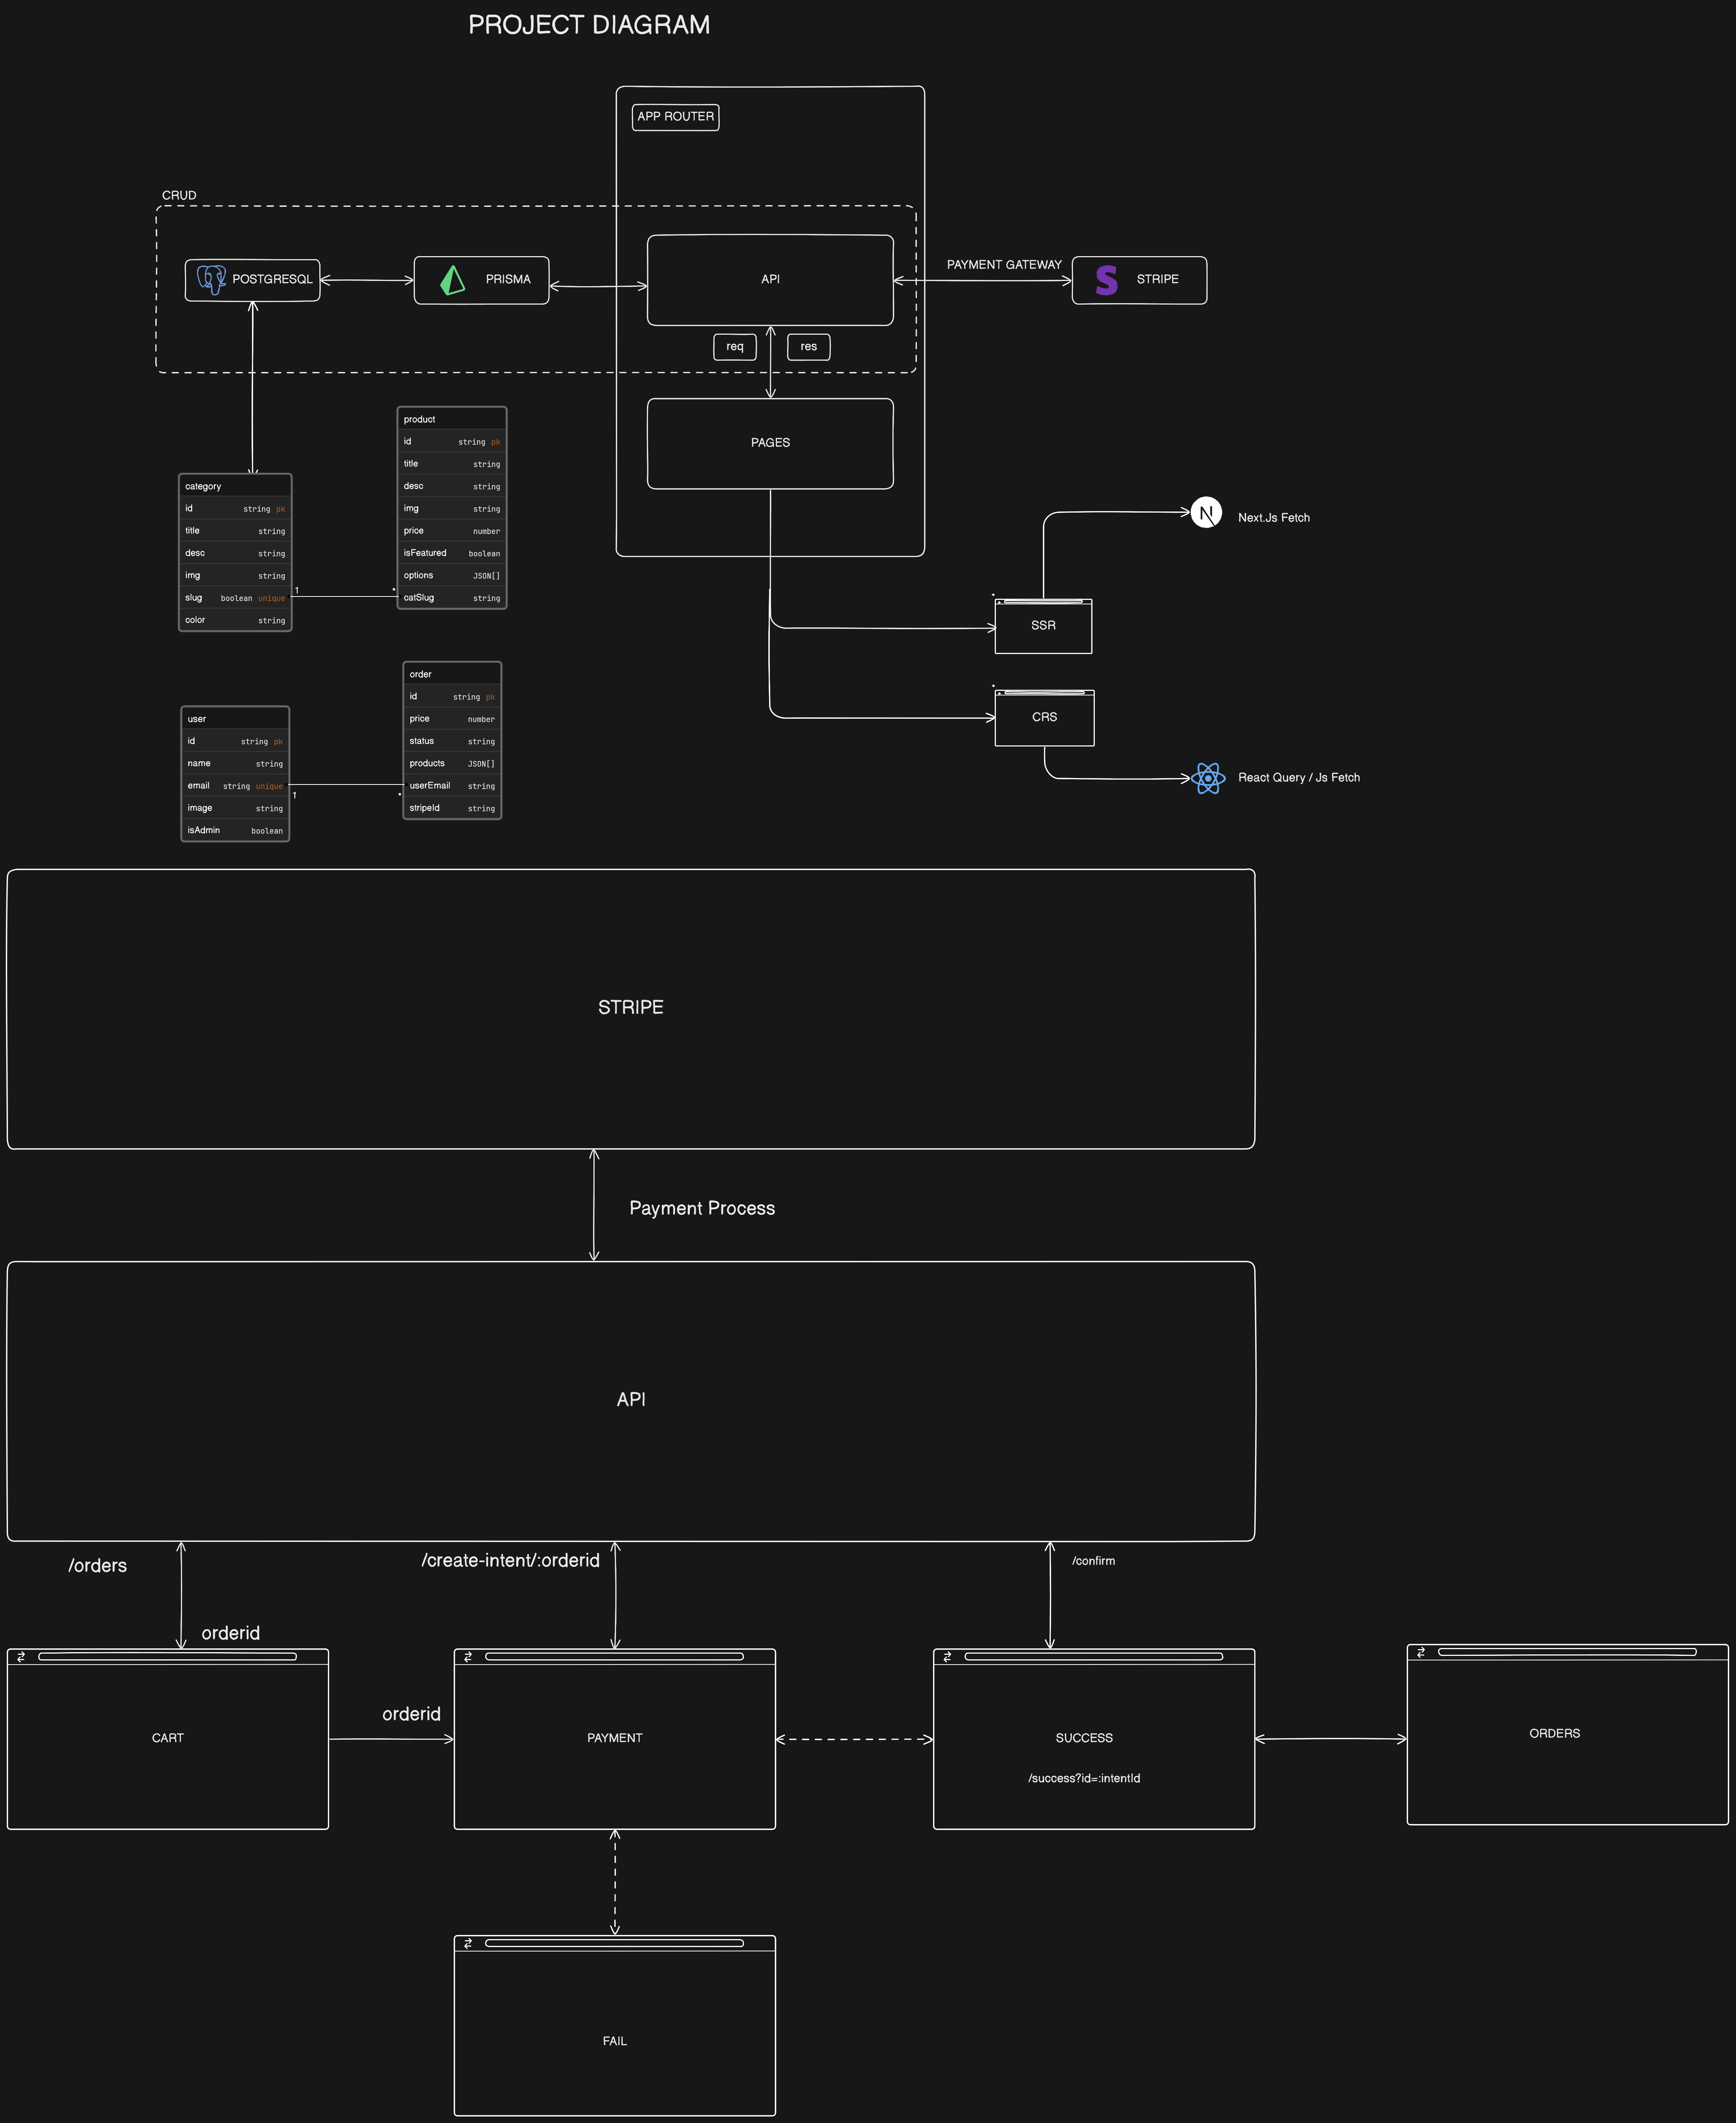 PROJECT DIAGRAM
APP ROUTER
CRUD
POSTGRESQL
PRISMA
API
PAYMENT GATEWAY
STRIPE
req
res
PAGES
product
id string pk
title string
desc string
img string
price number
isFeatured boolean
options JSON[]
catSlug string
category
id string pk
title string
desc string
img string
slug boolean unique
color string
1
*
N
Next.Js Fetch
SSR
CRS
React Query / Js Fetch
order
id string pk
price number
status string
products JSON[]
userEmail string
stripeId string
user
id string pk
name string
email string unique
image string
isAdmin boolean
1
*
STRIPE
Payment Process
API
/orders
/create-intent/:orderid
/confirm
orderid
orderid
CART
PAYMENT
SUCCESS
/success?id=:intentId
ORDERS
FAIL